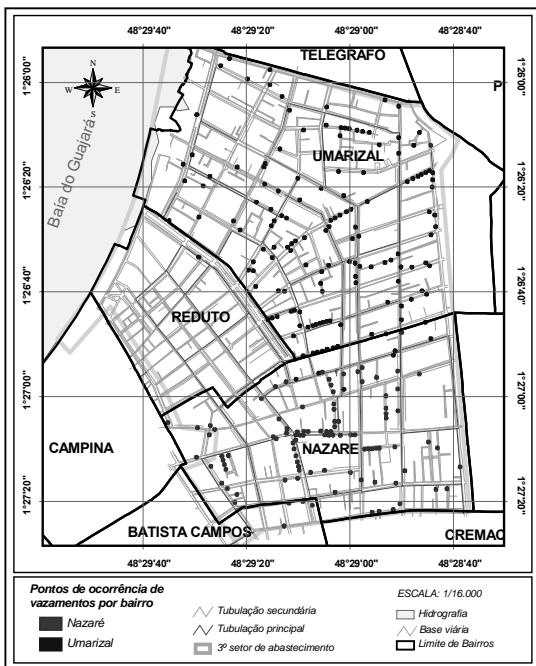 48°29'40" 48°29'20" 48°29'00" 48°28'40"
TELEGRAFO
1°26'00" 1°26'00"
N
W E
S
P
Baía do Guajará
UMARIZAL
1°26'20" 1°26'20"
1°26'40" 1°26'40"
REDUTO
1°27'00" 1°27'00"
CAMPINA
NAZARE
1°27'20" 1°27'20"
BATISTA CAMPOS
CREMAC
48°29'40" 48°29'20" 48°29'00" 48°28'40"
Pontos de ocorrência de
vazamentos por bairro
Nazaré
Umarizal
Tubulação secundária
Tubulação principal
3º setor de abastecimento
ESCALA: 1/16.000
Hidrografia
Base viária
Limite de Bairros